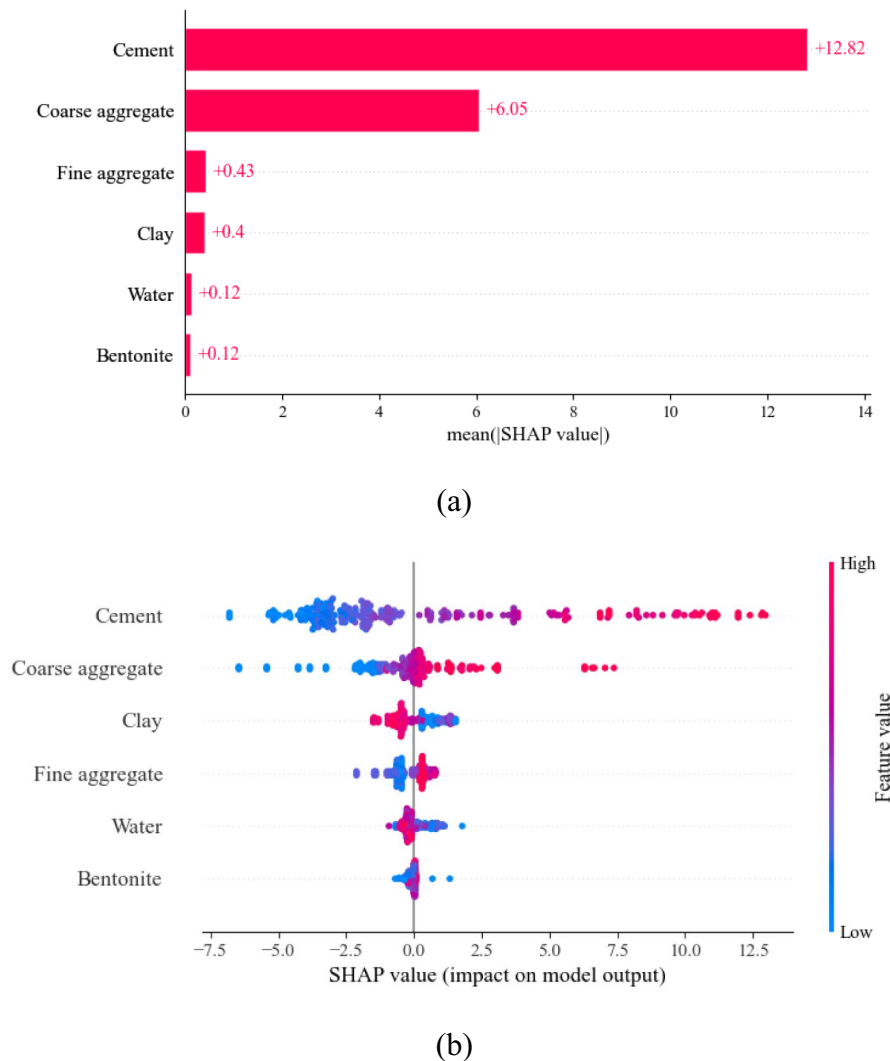 Cement
+12.82
Coarse aggregate
+6.05
Fine aggregate
+0.43
Clay
+0.4
Water
+0.12
Bentonite
+0.12
0 2 4 6 8 10 12 14
mean(|SHAP value|)
(a)
High
Cement
Coarse aggregate
Clay
Fine aggregate
Water
Bentonite
Feature value
Low
−7.5 −5.0 −2.5 0.0 2.5 5.0 7.5 10.0 12.5
SHAP value (impact on model output)
(b)